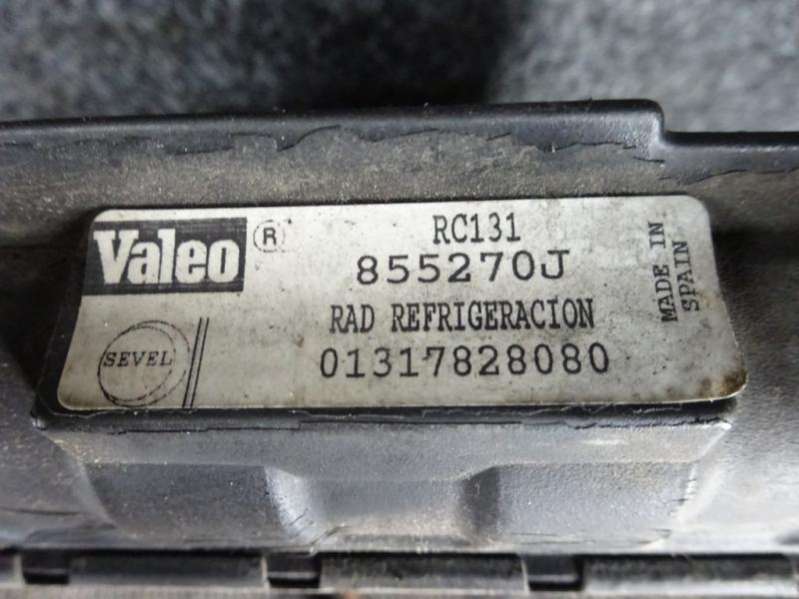 Valeo ®
RC131
855270J
RAD REFRIGERACION
01317828080
SEVEL
MADE IN
SPAIN